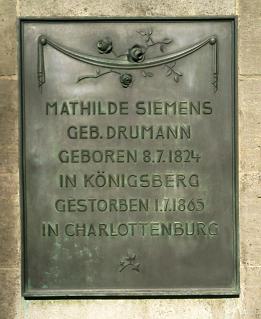 MATHILDE SIEMENS
GEB. DRUMANN
GEBOREN 8.7.1824
IN KÖNIGSBERG
GESTORBEN 1.7.1865
IN CHARLOTTENBURG